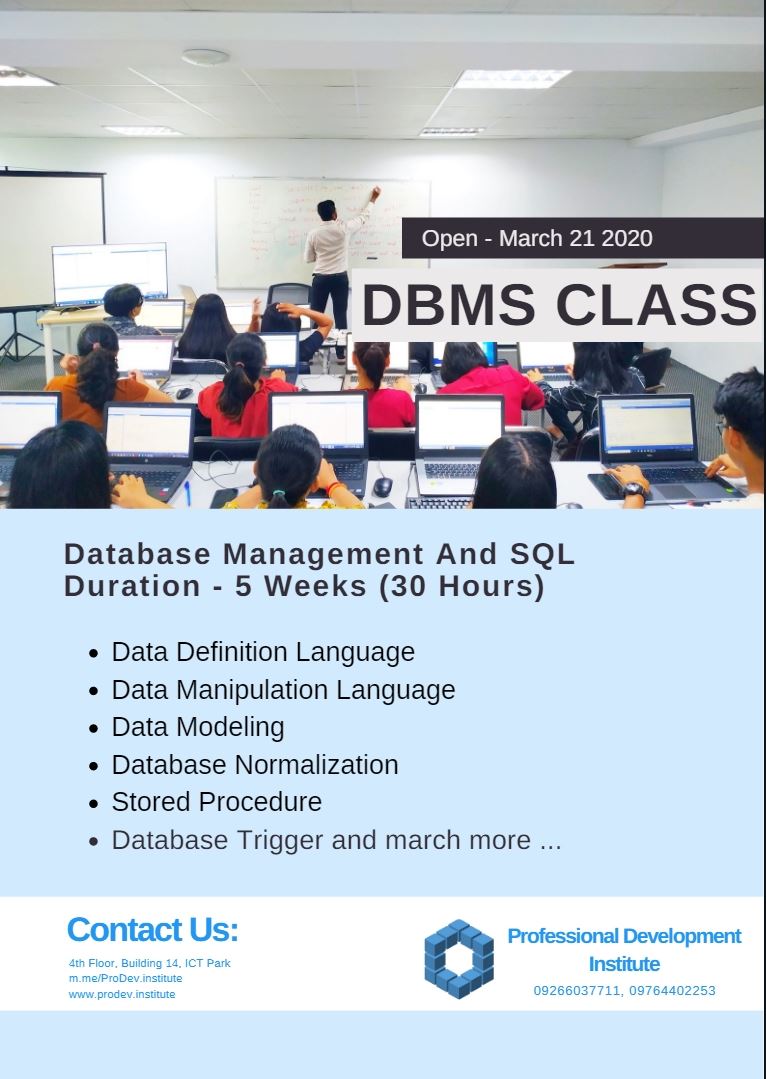 Open - March 21 2020
DBMS CLASS
Database Management And SQL
Duration - 5 Weeks (30 Hours)
Data Definition Language
Data Manipulation Language
Data Modeling
Database Normalization
Stored Procedure
Database Trigger and march more ...
Contact Us:
4th Floor, Building 14, ICT Park
m.me/ProDev.institute
www.prodev.institute
Professional Development
Institute
09266037711, 09764402253